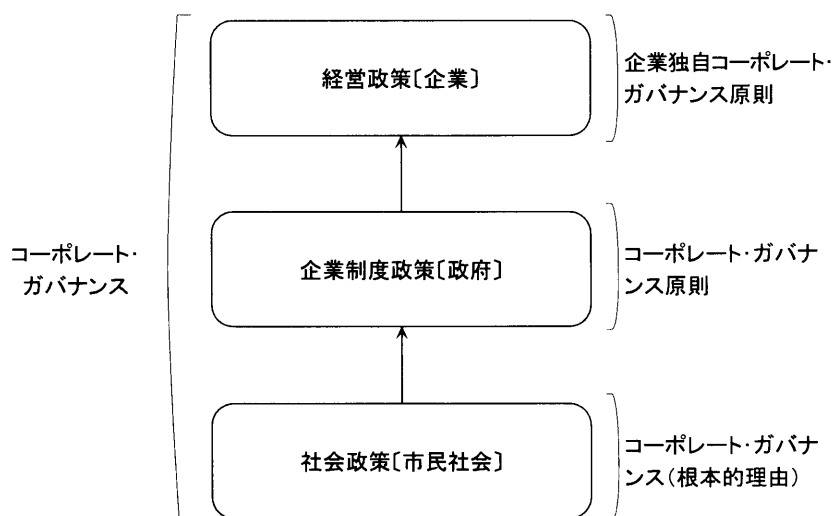 経営政策〔企業〕
企業独自コーポレート・
ガバナンス原則
コーポレート・
ガバナンス
企業制度政策〔政府〕
コーポレート・ガバナ
ンス原則
社会政策〔市民社会〕
コーポレート・ガバナ
ンス(根本的理由)